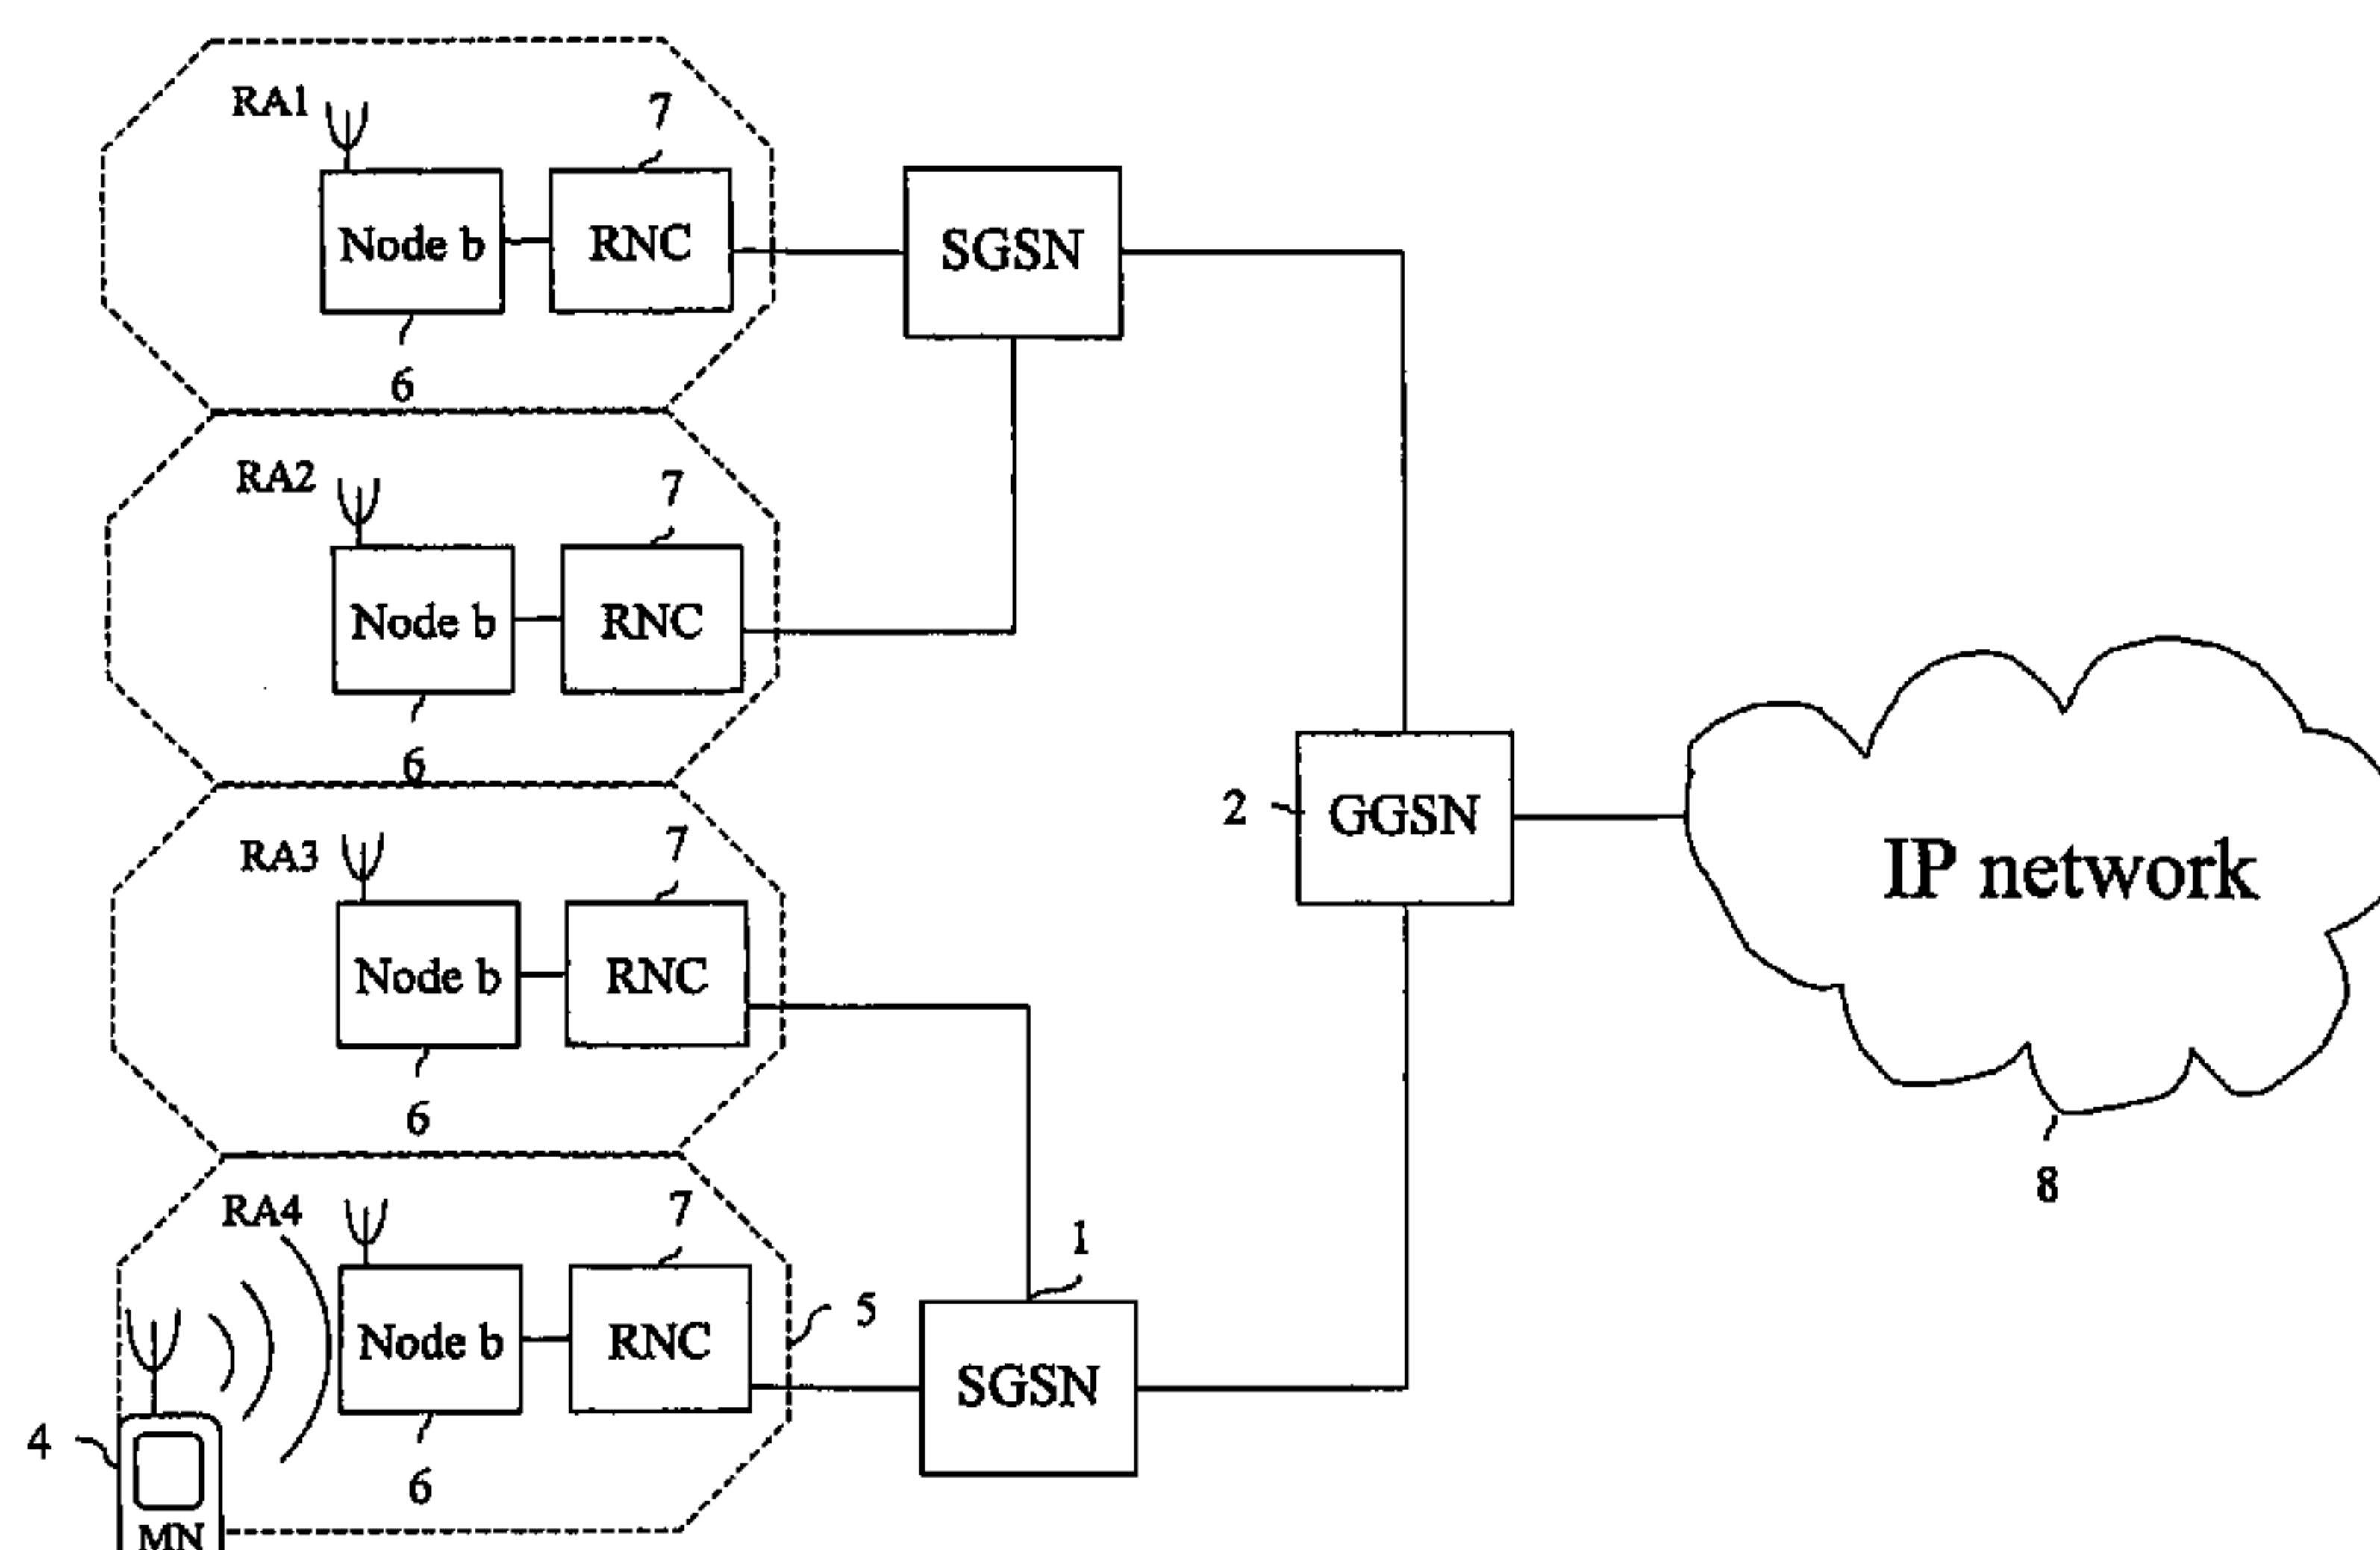 RA1
7
Node b
RNC
SGSN
6
RA2
7
Node b
RNC
6
2
GGSN
IP network
RA3
7
Node b
RNC
6
8
RA4
7
1
5
Node b
RNC
SGSN
4
6
MN